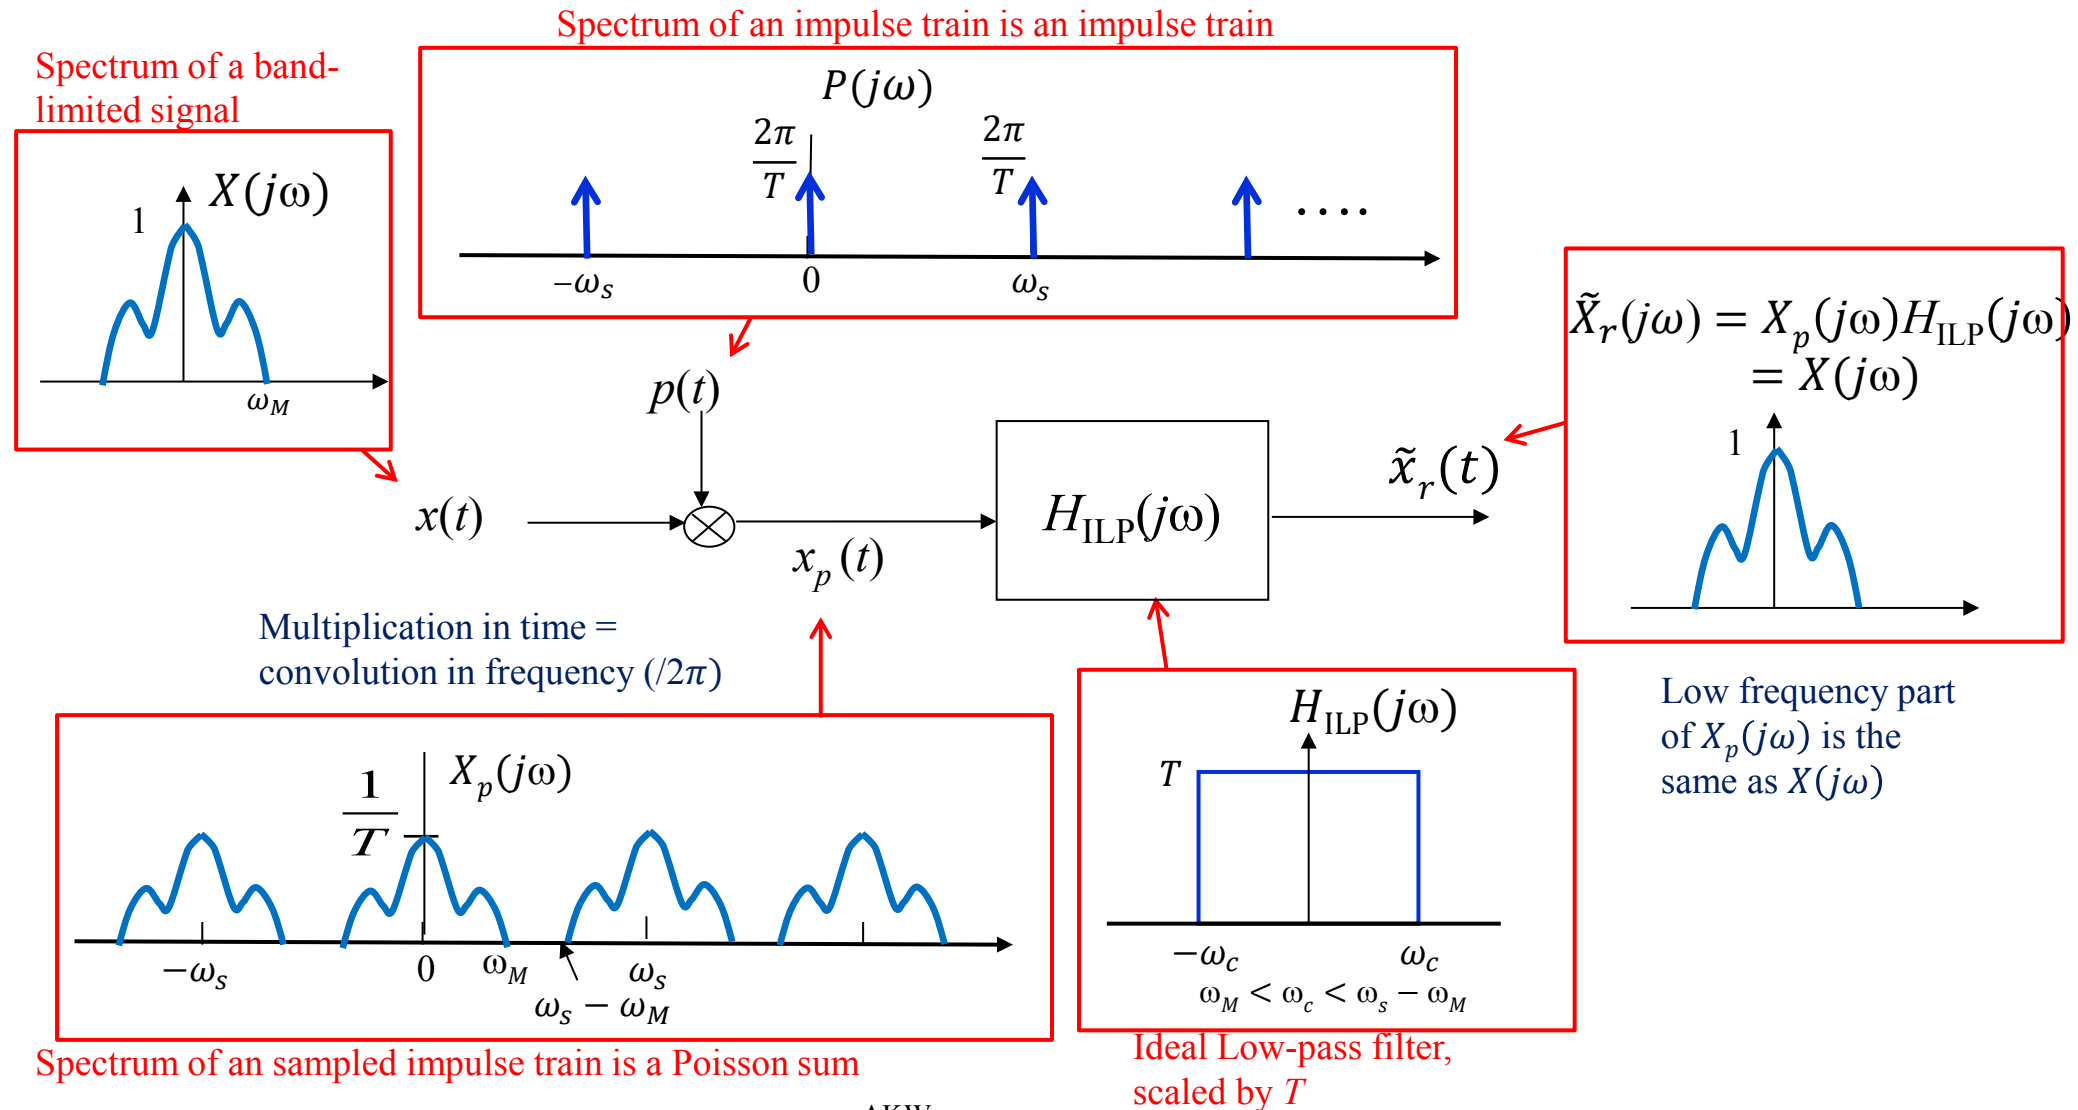 Spectrum of an impulse train is an impulse train
Spectrum of a band-
limited signal
X(jω)
1
ω_M
P(jω)
2π/T
2π/T
....
−ω_s
0
ω_s
X̃_r(jω) = X_p(jω)H_ILP(jω)
= X(jω)
1
p(t)
x(t)
x_p(t)
H_ILP(jω)
x̃_r(t)
Multiplication in time =
convolution in frequency (/2π)
Low frequency part
of X_p(jω) is the
same as X(jω)
X_p(jω)
1/T
−ω_s
0
ω_M
ω_s
ω_s − ω_M
H_ILP(jω)
T
−ω_c
ω_c
ω_M < ω_c < ω_s − ω_M
Spectrum of an sampled impulse train is a Poisson sum
Ideal Low-pass filter,
scaled by T